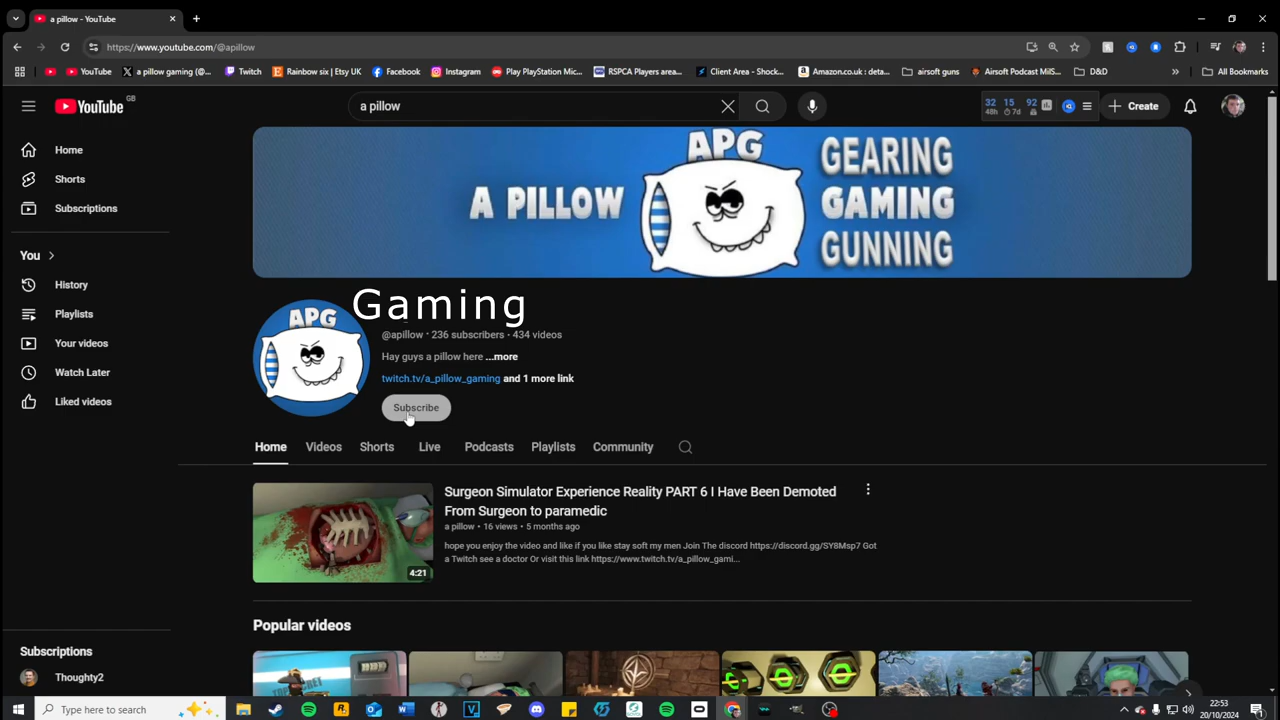 a pillow - YouTube
https://www.youtube.com/@apillow
YouTube
a pillow gaming (@...
Twitch
Rainbow six | Etsy UK
Facebook
Instagram
Play PlayStation Mic...
RSPCA Players area...
Client Area - Shock...
Amazon.co.uk : deta...
airsoft guns
Airsoft Podcast MilS...
D&D
All Bookmarks
YouTube GB
a pillow
32 15 92
48h 7d
Create
Home
Shorts
Subscriptions
You
History
Playlists
Your videos
Watch Later
Liked videos
Subscriptions
Thoughty2
A PILLOW
APG
GEARING
GAMING
GUNNING
APG
Gaming
@apillow • 236 subscribers • 434 videos
Hay guys a pillow here ...more
twitch.tv/a_pillow_gaming and 1 more link
Subscribe
Home Videos Shorts Live Podcasts Playlists Community
Surgeon Simulator Experience Reality PART 6 I Have Been Demoted
From Surgeon to paramedic
a pillow • 16 views • 5 months ago
hope you enjoy the video and like if you like stay soft my men Join The discord https://discord.gg/SY8Msp7 Got
a Twitch see a doctor Or visit this link https://www.twitch.tv/a_pillow_gami...
4:21
Popular videos
Type here to search
22:53
20/10/2024